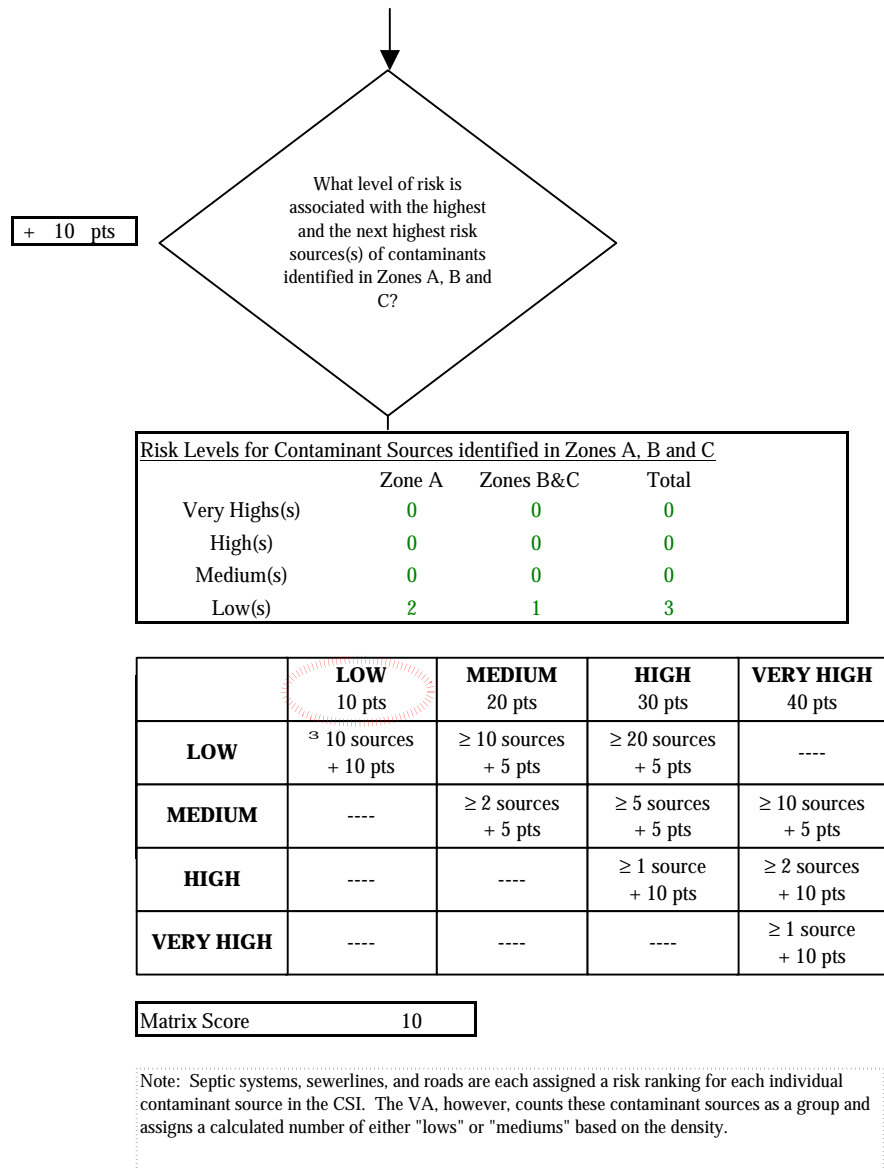 What level of risk is
associated with the highest
and the next highest risk
sources(s) of contaminants
identified in Zones A, B and
C?
+ 10 pts
Risk Levels for Contaminant Sources identified in Zones A, B and C
Zone A Zones B&C Total
Very Highs(s) 0 0 0
High(s) 0 0 0
Medium(s) 0 0 0
Low(s) 2 1 3
LOW MEDIUM HIGH VERY HIGH
10 pts 20 pts 30 pts 40 pts
LOW ³ 10 sources ≥ 10 sources ≥ 20 sources ----
+ 10 pts + 5 pts + 5 pts
MEDIUM ---- ≥ 2 sources ≥ 5 sources ≥ 10 sources
+ 5 pts + 5 pts + 5 pts
HIGH ---- ---- ≥ 1 source ≥ 2 sources
+ 10 pts + 10 pts
VERY HIGH ---- ---- ---- ≥ 1 source
+ 10 pts
Matrix Score 10
Note: Septic systems, sewerlines, and roads are each assigned a risk ranking for each individual
contaminant source in the CSI. The VA, however, counts these contaminant sources as a group and
assigns a calculated number of either "lows" or "mediums" based on the density.